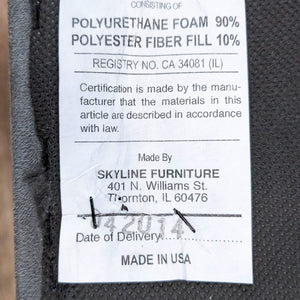 CONSISTING OF
POLYURETHANE FOAM 90%
POLYESTER FIBER FILL 10%
REGISTRY NO. CA 34081 (IL)
Certification is made by the manu-
facturer that the materials in this
article are described in accordance
with law.
Made By
SKYLINE FURNITURE
401 N. Williams St.
Thornton, IL 60476
042014
Date of Delivery
MADE IN USA